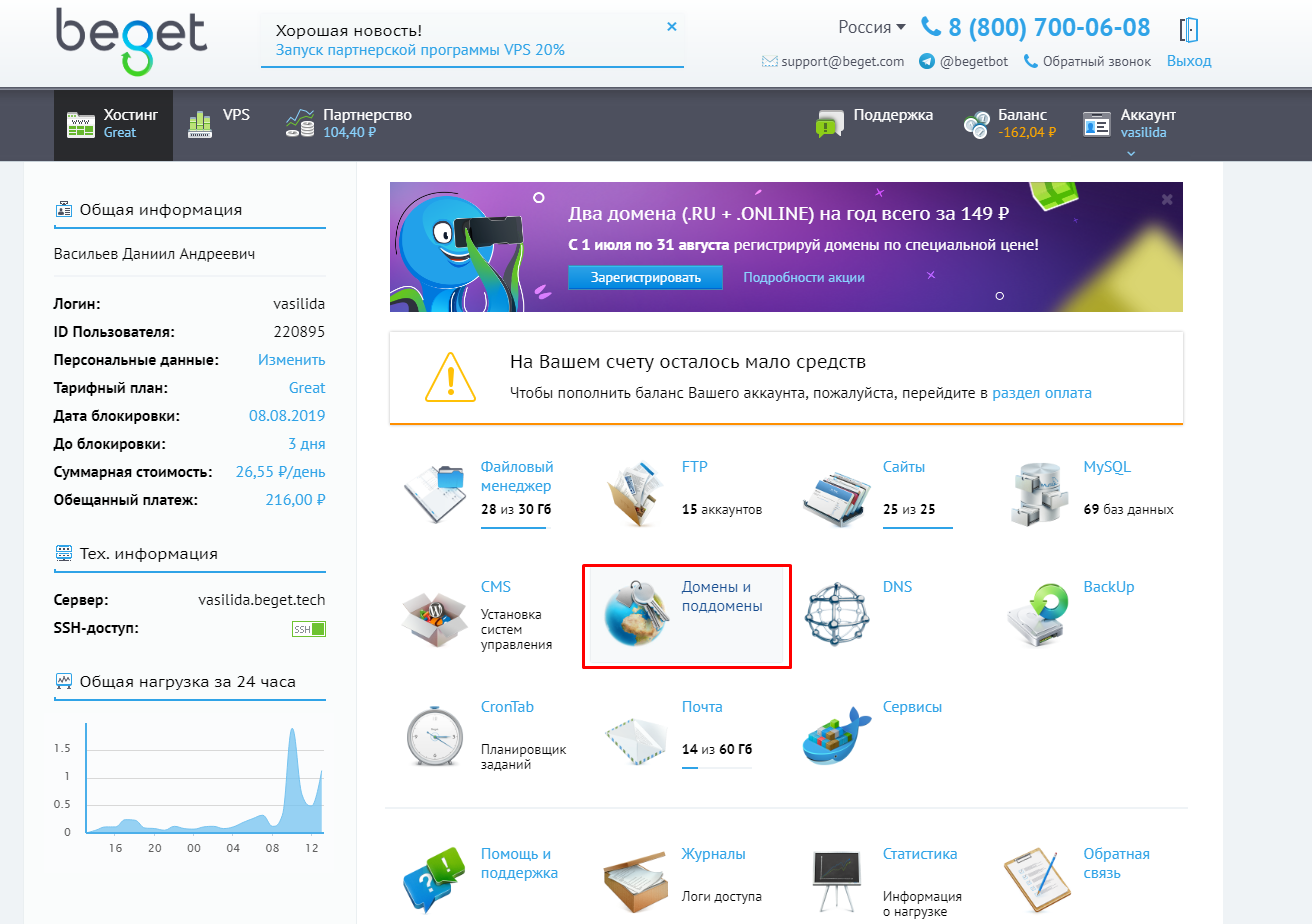 beget
Хорошая новость!
Запуск партнерской программы VPS 20%
Россия
8 (800) 700-06-08
support@beget.com
@begetbot
Обратный звонок
Выход
Хостинг
Great
VPS
Партнерство
104,40 ₽
Поддержка
Баланс
-162,04 ₽
Аккаунт
vasilida
Общая информация
Васильев Даниил Андреевич
Логин: vasilida
ID Пользователя: 220895
Персональные данные: Изменить
Тарифный план: Great
Дата блокировки: 08.08.2019
До блокировки: 3 дня
Суммарная стоимость: 26,55 ₽/день
Обещанный платеж: 216,00 ₽
Тех. информация
Сервер: vasilida.beget.tech
SSH-доступ: SSH
Общая нагрузка за 24 часа
1.5
1
0.5
0
16 20 00 04 08 12
Два домена (.RU + .ONLINE) на год всего за 149 ₽
С 1 июля по 31 августа регистрируй домены по специальной цене!
Зарегистрировать
Подробности акции
На Вашем счету осталось мало средств
Чтобы пополнить баланс Вашего аккаунта, пожалуйста, перейдите в раздел оплата
Файловый
менеджер
28 из 30 Гб
FTP
15 аккаунтов
Сайты
25 из 25
MySQL
69 баз данных
CMS
Установка
систем
управления
Домены и
поддомены
DNS
BackUp
CronTab
Планировщик
заданий
Почта
14 из 60 Гб
Сервисы
Помощь и
поддержка
Журналы
Логи доступа
Статистика
Информация
о нагрузке
Обратная
связь